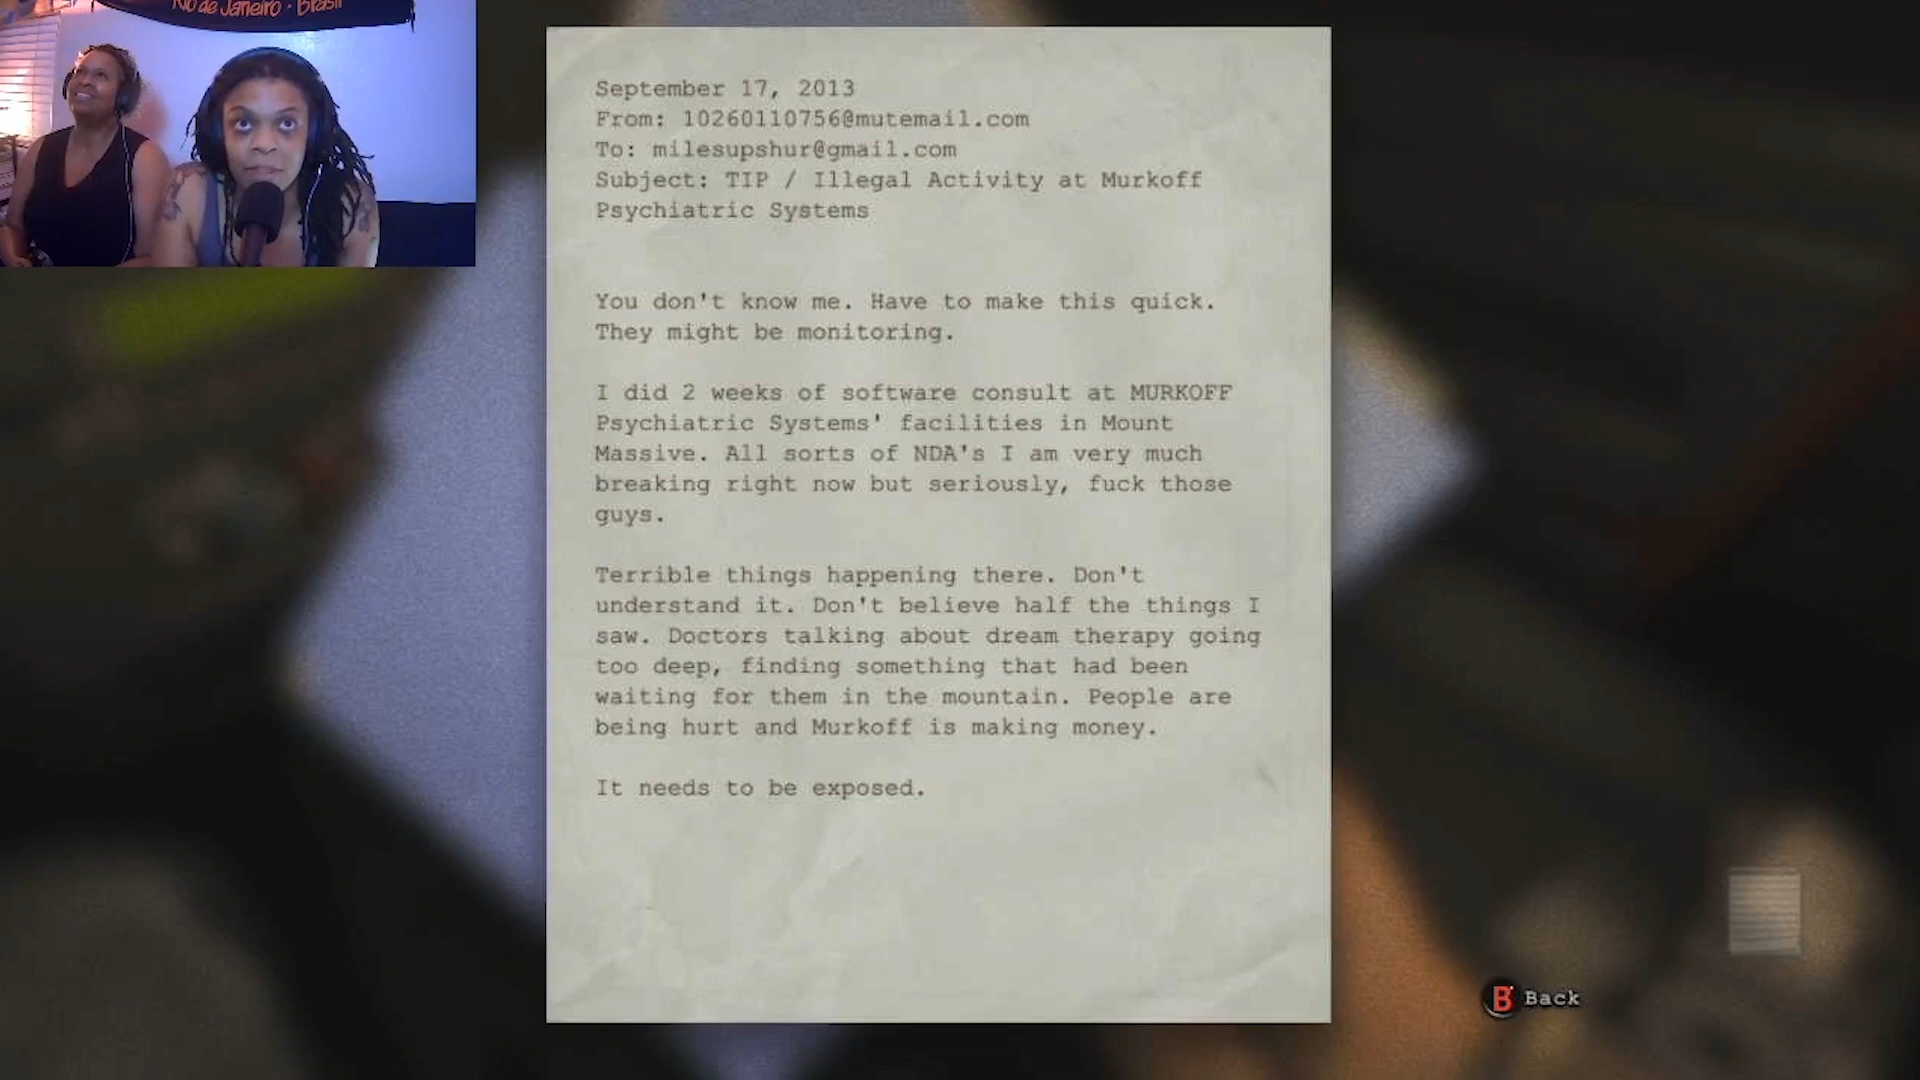 Rio de Janeiro · Brasil
September 17, 2013
From: 10260110756@mutemail.com
To: milesupshur@gmail.com
Subject: TIP / Illegal Activity at Murkoff
Psychiatric Systems
You don't know me. Have to make this quick.
They might be monitoring.
I did 2 weeks of software consult at MURKOFF
Psychiatric Systems' facilities in Mount
Massive. All sorts of NDA's I am very much
breaking right now but seriously, fuck those
guys.
Terrible things happening there. Don't
understand it. Don't believe half the things I
saw. Doctors talking about dream therapy going
too deep, finding something that had been
waiting for them in the mountain. People are
being hurt and Murkoff is making money.
It needs to be exposed.
B Back